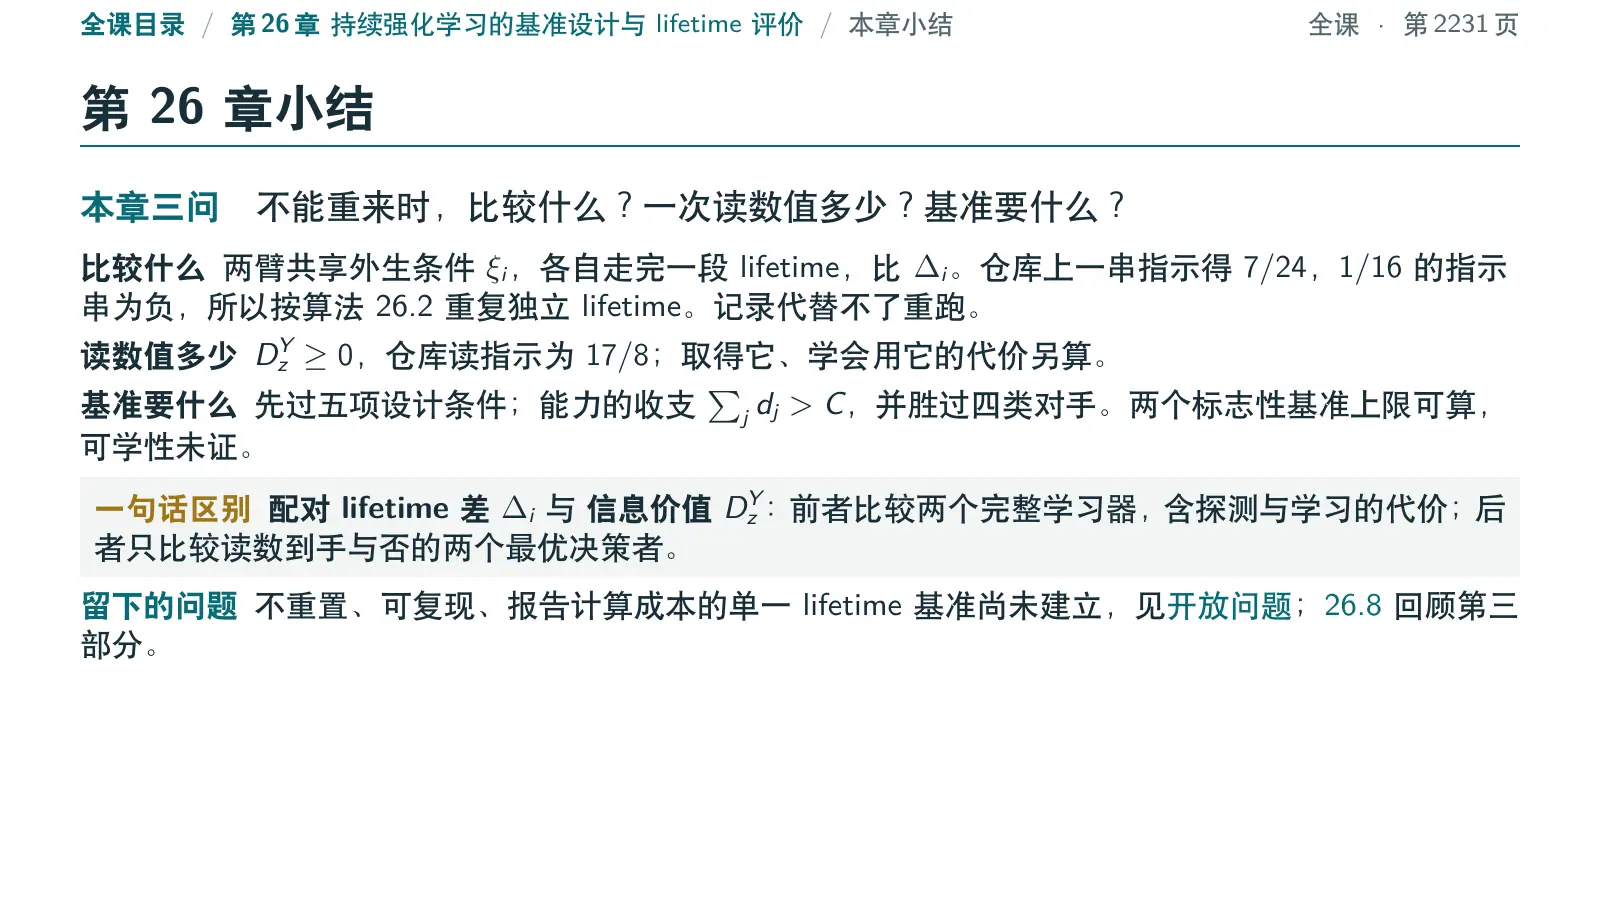 全课目录 / 第 26 章 持续强化学习的基准设计与 lifetime 评价 / 本章小结
全课 · 第 2231 页
第 26 章小结
本章三问 不能重来时，比较什么？一次读数值多少？基准要什么？
比较什么 两臂共享外生条件 ξᵢ，各自走完一段 lifetime，比 Δᵢ。仓库上一串指示得 7/24，1/16 的指示
串为负，所以按算法 26.2 重复独立 lifetime。记录代替不了重跑。
读数值多少 D_z^Y ≥ 0，仓库读指示为 17/8；取得它、学会用它的代价另算。
基准要什么 先过五项设计条件；能力的收支 ∑_j d_j > C，并胜过四类对手。两个标志性基准上限可算，
可学性未证。
一句话区别 配对 lifetime 差 Δᵢ 与 信息价值 D_z^Y：前者比较两个完整学习器，含探测与学习的代价；后
者只比较读数到手与否的两个最优决策者。
留下的问题 不重置、可复现、报告计算成本的单一 lifetime 基准尚未建立，见开放问题；26.8 回顾第三
部分。